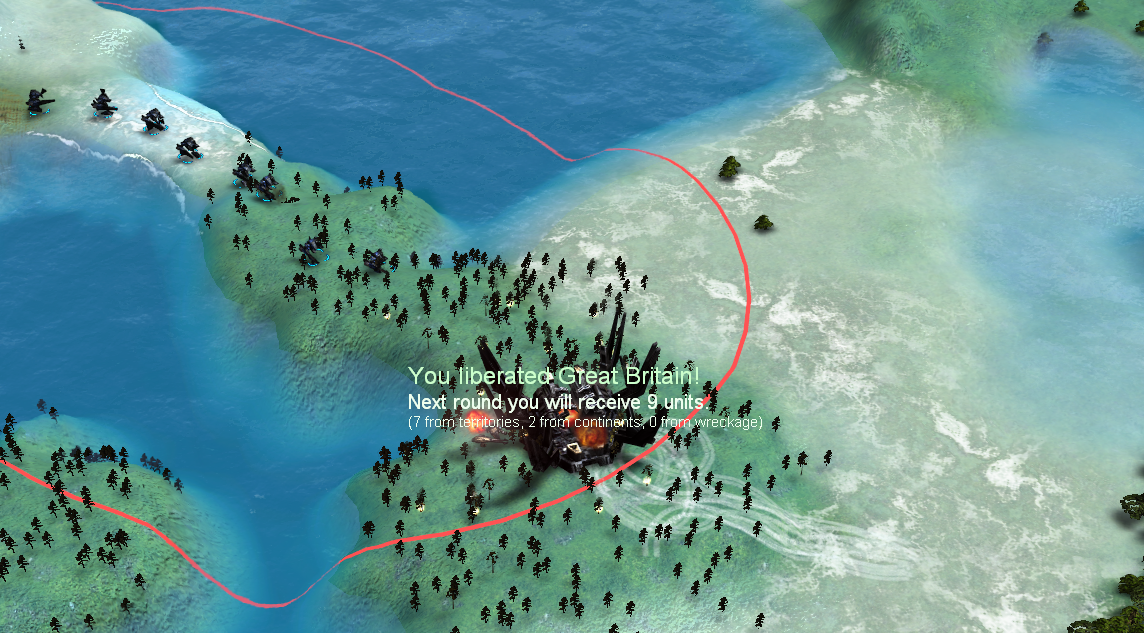 You liberated Great Britain!
Next round you will receive 9 units
(7 from territories, 2 from continents, 0 from wreckage)